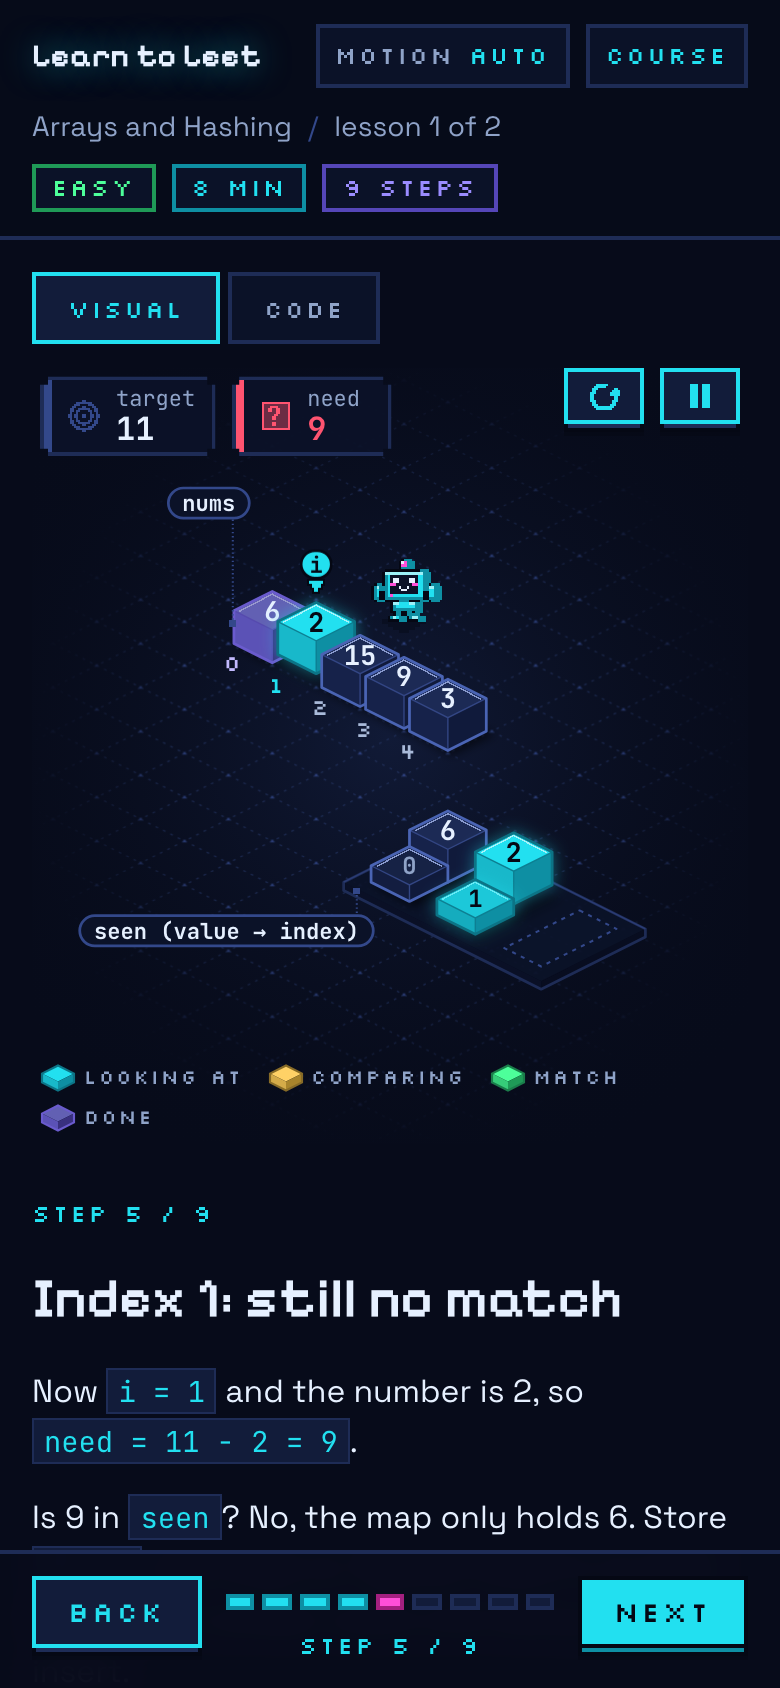 Learn to Leet
MOTION AUTO
COURSE
Arrays and Hashing / lesson 1 of 2
EASY
8 MIN
9 STEPS
VISUAL
CODE
target
11
?
need
9
nums
i
6
2
15
9
3
0
1
2
3
4
6
2
0
1
seen (value → index)
LOOKING AT
COMPARING
MATCH
DONE
STEP 5 / 9
Index 1: still no match
Now i = 1 and the number is 2, so
need = 11 - 2 = 9.
Is 9 in seen? No, the map only holds 6. Store
BACK
STEP 5 / 9
NEXT